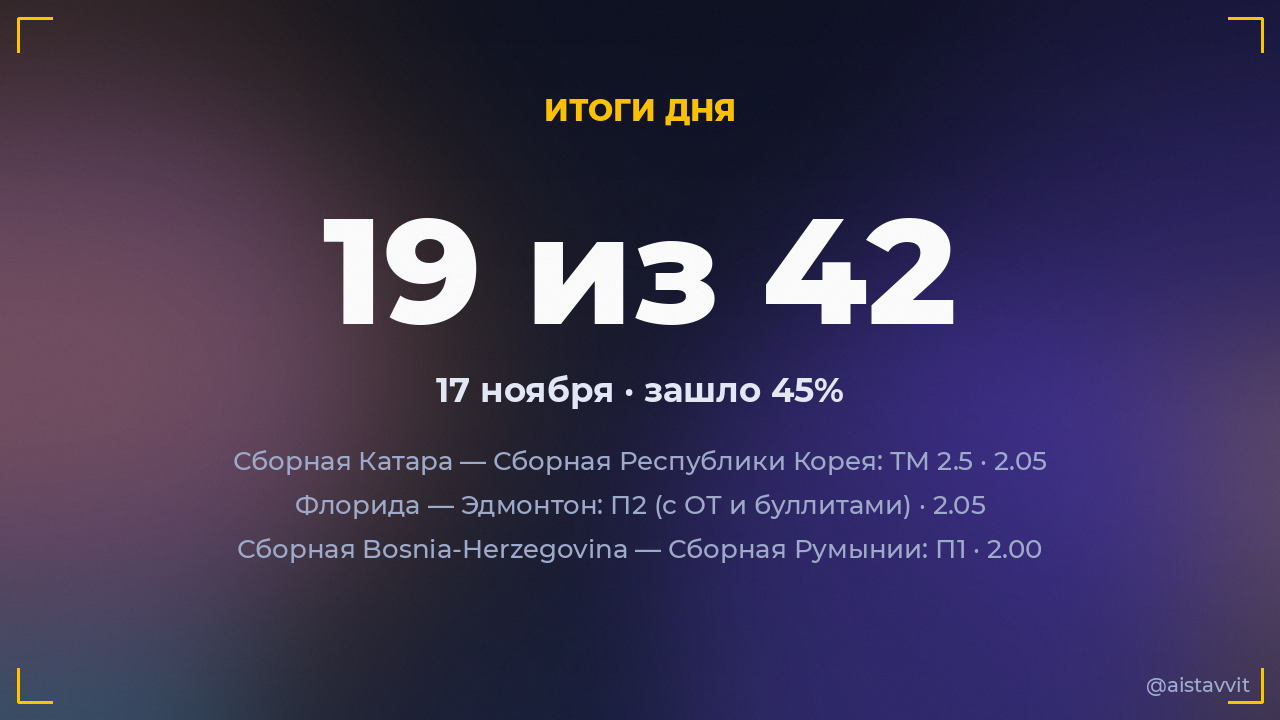 ИТОГИ ДНЯ
19 из 42
17 ноября · зашло 45%
Сборная Катара — Сборная Республики Корея: ТМ 2.5 · 2.05
Флорида — Эдмонтон: П2 (с ОТ и буллитами) · 2.05
Сборная Bosnia-Herzegovina — Сборная Румынии: П1 · 2.00
@aistavvit